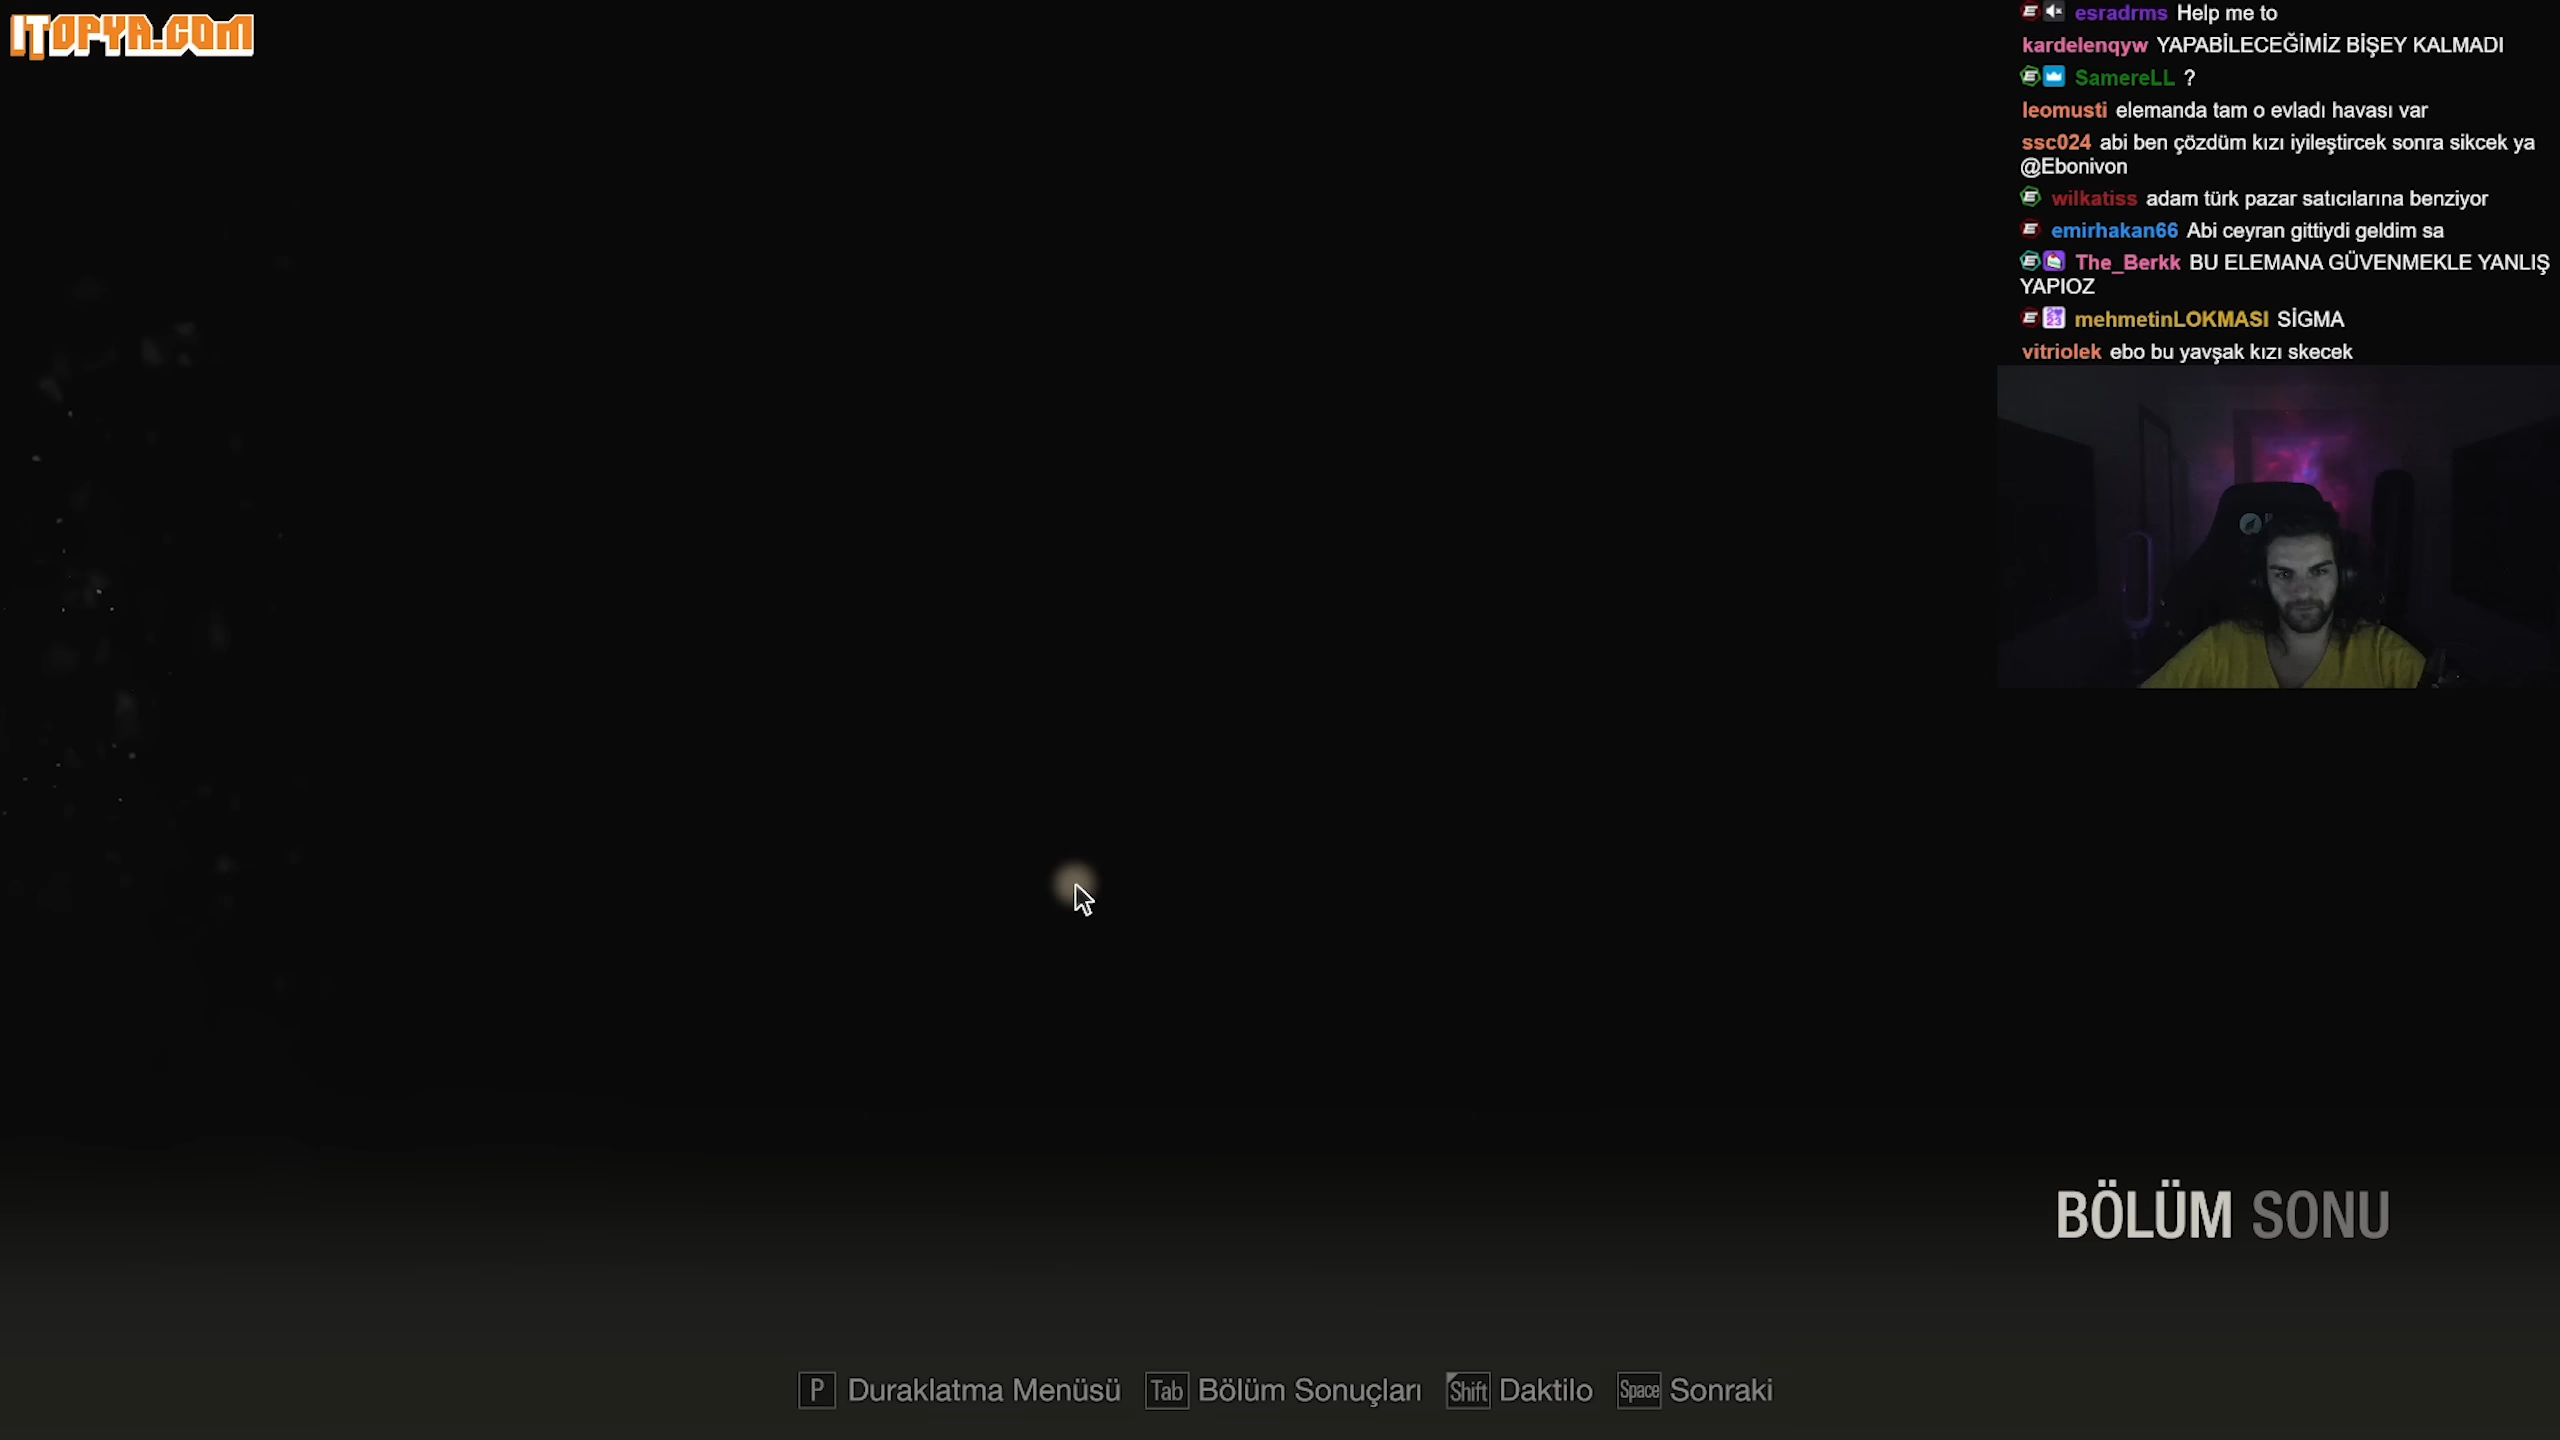 ITOPYA.COM
esradrms Help me to
kardelenqyw YAPABİLECEĞİMİZ BİŞEY KALMADI
SamereLL ?
leomusti elemanda tam o evladı havası var
ssc024 abi ben çözdüm kızı iyileştircek sonra sikcek ya
@Ebonivon
wilkatiss adam türk pazar satıcılarına benziyor
emirhakan66 Abi ceyran gittiydi geldim sa
The_Berkk BU ELEMANA GÜVENMEKLE YANLIŞ
YAPIOZ
mehmetinLOKMASI SİGMA
vitriolek ebo bu yavşak kızı skecek
BÖLÜM SONU
P Duraklatma Menüsü Tab Bölüm Sonuçları Shift Daktilo Space Sonraki